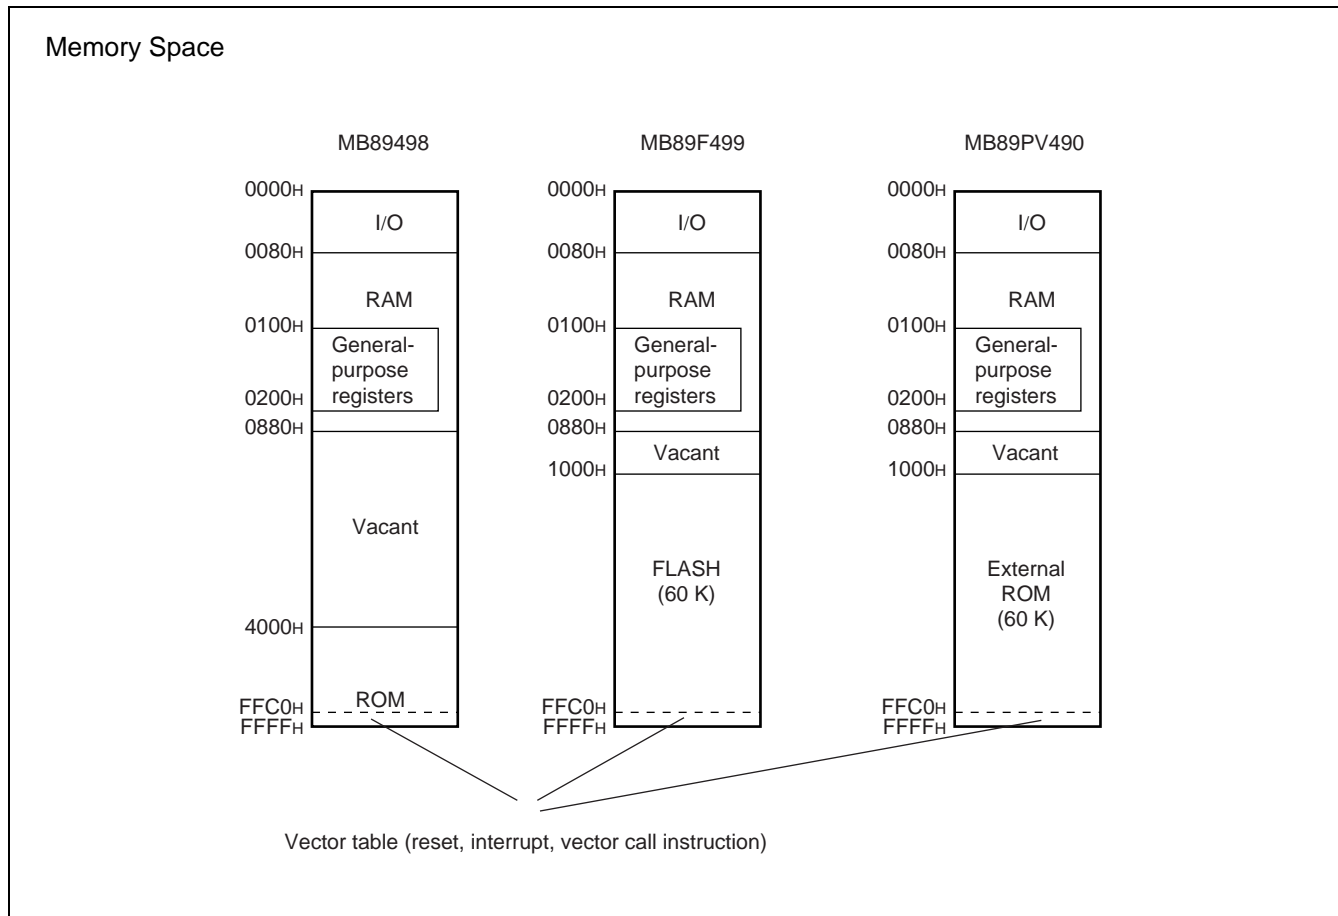 Memory Space
MB89498
0000H
I/O
0080H
RAM
0100H
General-
purpose
registers
0200H
0880H
Vacant
4000H
ROM
FFC0H
FFFFH
MB89F499
0000H
I/O
0080H
RAM
0100H
General-
purpose
registers
0200H
0880H
Vacant
1000H
FLASH
(60 K)
FFC0H
FFFFH
MB89PV490
0000H
I/O
0080H
RAM
0100H
General-
purpose
registers
0200H
0880H
Vacant
1000H
External
ROM
(60 K)
FFC0H
FFFFH
Vector table (reset, interrupt, vector call instruction)